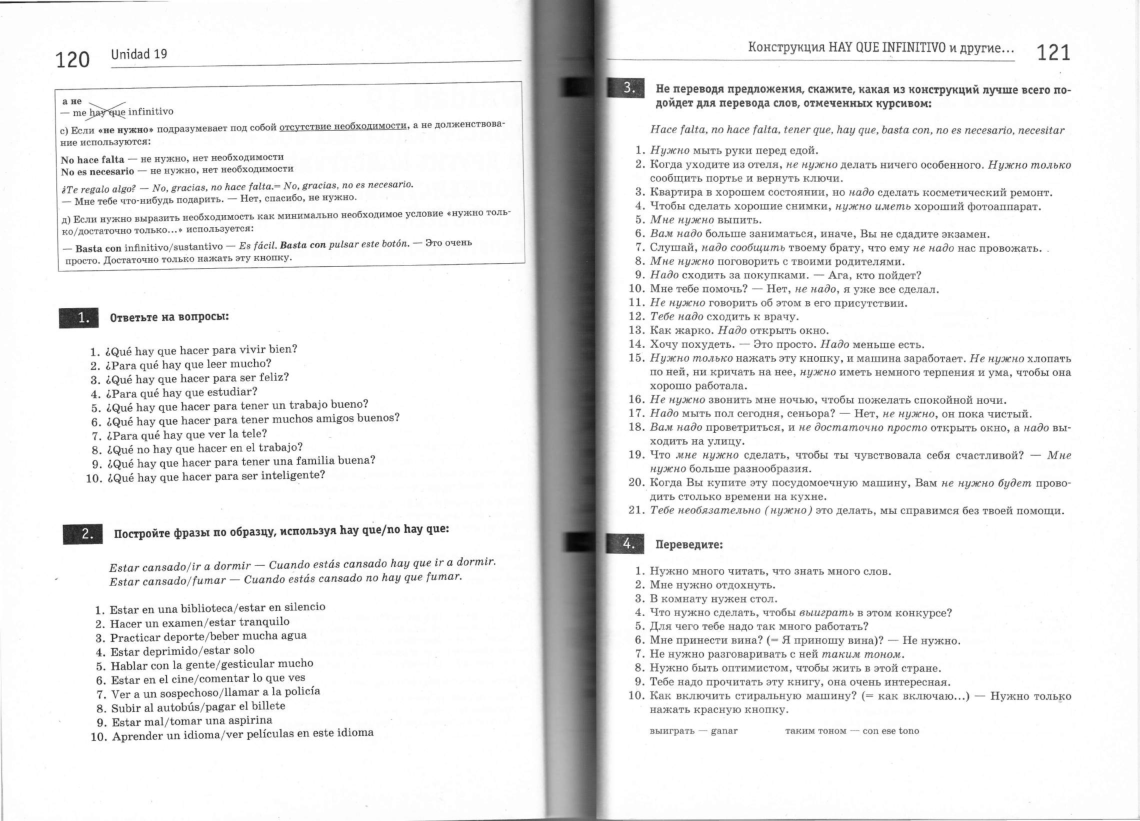 120 Unidad 19
а не
— me hay que infinitivo
с) Если «не нужно» подразумевает под собой отсутствие необходимости, а не долженствова-
ние используются:
No hace falta — не нужно, нет необходимости
No es necesario — не нужно, нет необходимости
¿Te regalo algo? — No, gracias, no hace falta.= No, gracias, no es necesario.
— Мне тебе что-нибудь подарить. — Нет, спасибо, не нужно.
д) Если нужно выразить необходимость как минимально необходимое условие «нужно толь-
ко/достаточно только...» используется:
— Basta con infinitivo/sustantivo — Es fácil. Basta con pulsar este botón. — Это очень
просто. Достаточно только нажать эту кнопку.
1. Ответьте на вопросы:
1. ¿Qué hay que hacer para vivir bien?
2. ¿Para qué hay que leer mucho?
3. ¿Qué hay que hacer para ser feliz?
4. ¿Para qué hay que estudiar?
5. ¿Qué hay que hacer para tener un trabajo bueno?
6. ¿Qué hay que hacer para tener muchos amigos buenos?
7. ¿Para qué hay que ver la tele?
8. ¿Qué no hay que hacer en el trabajo?
9. ¿Qué hay que hacer para tener una familia buena?
10. ¿Qué hay que hacer para ser inteligente?
2. Постройте фразы по образцу, используя hay que/no hay que:
Estar cansado/ir a dormir — Cuando estás cansado hay que ir a dormir.
Estar cansado/fumar — Cuando estás cansado no hay que fumar.
1. Estar en una biblioteca/estar en silencio
2. Hacer un examen/estar tranquilo
3. Practicar deporte/beber mucha agua
4. Estar deprimido/estar solo
5. Hablar con la gente/gesticular mucho
6. Estar en el cine/comentar lo que ves
7. Ver a un sospechoso/llamar a la policía
8. Subir al autobús/pagar el billete
9. Estar mal/tomar una aspirina
10. Aprender un idioma/ver películas en este idioma
Конструкция HAY QUE INFINITIVO и другие... 121
3. Не переводя предложения, скажите, какая из конструкций лучше всего по-
дойдет для перевода слов, отмеченных курсивом:
Hace falta, no hace falta, tener que, hay que, basta con, no es necesario, necesitar
1. Нужно мыть руки перед едой.
2. Когда уходите из отеля, не нужно делать ничего особенного. Нужно только
сообщить портье и вернуть ключи.
3. Квартира в хорошем состоянии, но надо сделать косметический ремонт.
4. Чтобы сделать хорошие снимки, нужно иметь хороший фотоаппарат.
5. Мне нужно выпить.
6. Вам надо больше заниматься, иначе, Вы не сдадите экзамен.
7. Слушай, надо сообщить твоему брату, что ему не надо нас провожать.
8. Мне нужно поговорить с твоими родителями.
9. Надо сходить за покупками. — Ага, кто пойдет?
10. Мне тебе помочь? — Нет, не надо, я уже все сделал.
11. Не нужно говорить об этом в его присутствии.
12. Тебе надо сходить к врачу.
13. Как жарко. Надо открыть окно.
14. Хочу похудеть. — Это просто. Надо меньше есть.
15. Нужно только нажать эту кнопку, и машина заработает. Не нужно хлопать
по ней, ни кричать на нее, нужно иметь немного терпения и ума, чтобы она
хорошо работала.
16. Не нужно звонить мне ночью, чтобы пожелать спокойной ночи.
17. Надо мыть пол сегодня, сеньора? — Нет, не нужно, он пока чистый.
18. Вам надо проветриться, и не достаточно просто открыть окно, а надо вы-
ходить на улицу.
19. Что мне нужно сделать, чтобы ты чувствовала себя счастливой? — Мне
нужно больше разнообразия.
20. Когда Вы купите эту посудомоечную машину, Вам не нужно будет прово-
дить столько времени на кухне.
21. Тебе необязательно (нужно) это делать, мы справимся без твоей помощи.
4. Переведите:
1. Нужно много читать, что знать много слов.
2. Мне нужно отдохнуть.
3. В комнату нужен стол.
4. Что нужно сделать, чтобы выиграть в этом конкурсе?
5. Для чего тебе надо так много работать?
6. Мне принести вина? (= Я приношу вина)? — Не нужно.
7. Не нужно разговаривать с ней таким тоном.
8. Нужно быть оптимистом, чтобы жить в этой стране.
9. Тебе надо прочитать эту книгу, она очень интересная.
10. Как включить стиральную машину? (= как включаю...) — Нужно только
нажать красную кнопку.
выиграть — ganar таким тоном — con ese tono